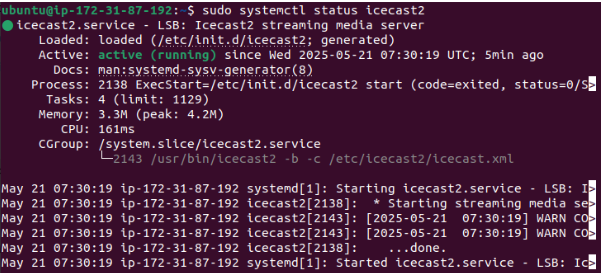 ubuntu@ip-172-31-87-192:~$ sudo systemctl status icecast2
● icecast2.service - LSB: Icecast2 streaming media server
Loaded: loaded (/etc/init.d/icecast2; generated)
Active: active (running) since Wed 2025-05-21 07:30:19 UTC; 5min ago
Docs: man:systemd-sysv-generator(8)
Process: 2138 ExecStart=/etc/init.d/icecast2 start (code=exited, status=0/S>
Tasks: 4 (limit: 1129)
Memory: 3.3M (peak: 4.2M)
CPU: 161ms
CGroup: /system.slice/icecast2.service
└─2143 /usr/bin/icecast2 -b -c /etc/icecast2/icecast.xml
May 21 07:30:19 ip-172-31-87-192 systemd[1]: Starting icecast2.service - LSB: I>
May 21 07:30:19 ip-172-31-87-192 icecast2[2138]:  * Starting streaming media se>
May 21 07:30:19 ip-172-31-87-192 icecast2[2143]: [2025-05-21  07:30:19] WARN CO>
May 21 07:30:19 ip-172-31-87-192 icecast2[2143]: [2025-05-21  07:30:19] WARN CO>
May 21 07:30:19 ip-172-31-87-192 icecast2[2138]:    ...done.
May 21 07:30:19 ip-172-31-87-192 systemd[1]: Started icecast2.service - LSB: Ic>